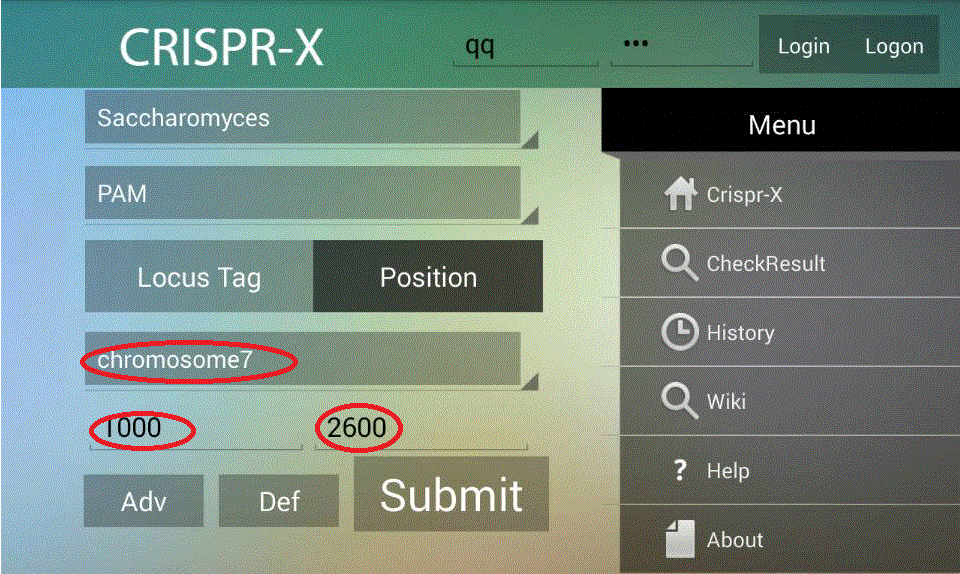 CRISPR-X
qq
•••
Login
Logon
Saccharomyces
PAM
Locus Tag
Position
chromosome7
1000
2600
Adv
Def
Submit
Menu
Crispr-X
CheckResult
History
Wiki
? Help
About